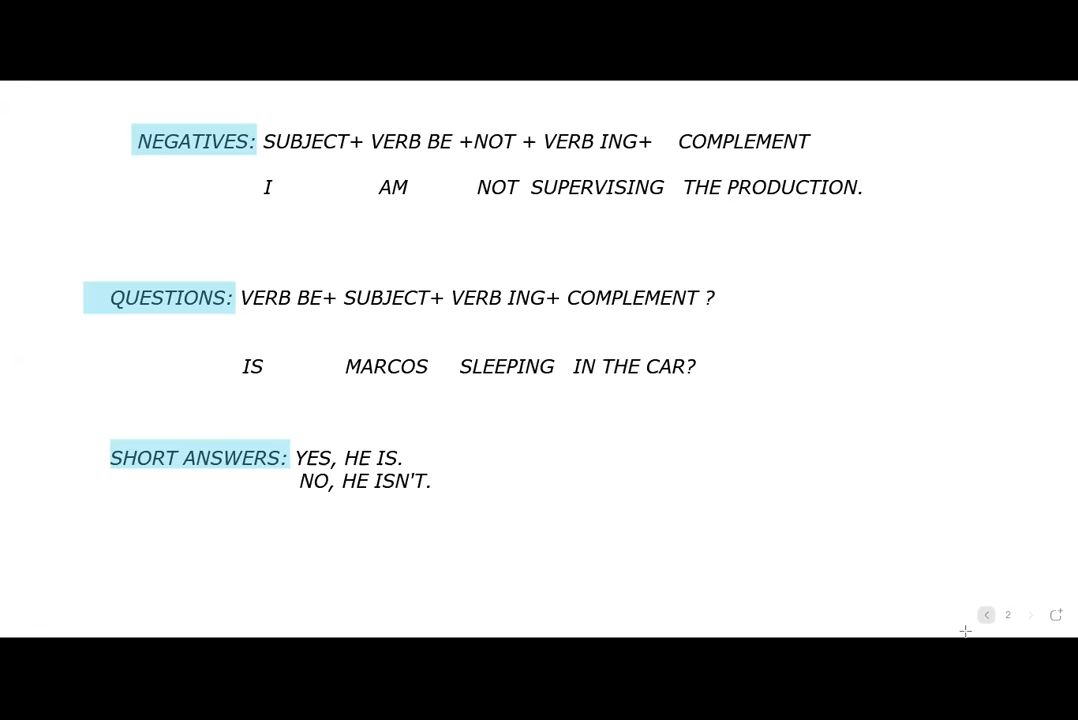 NEGATIVES: SUBJECT+ VERB BE +NOT + VERB ING+ COMPLEMENT
I AM NOT SUPERVISING THE PRODUCTION.
QUESTIONS: VERB BE+ SUBJECT+ VERB ING+ COMPLEMENT ?
IS MARCOS SLEEPING IN THE CAR?
SHORT ANSWERS: YES, HE IS.
NO, HE ISN'T.
2